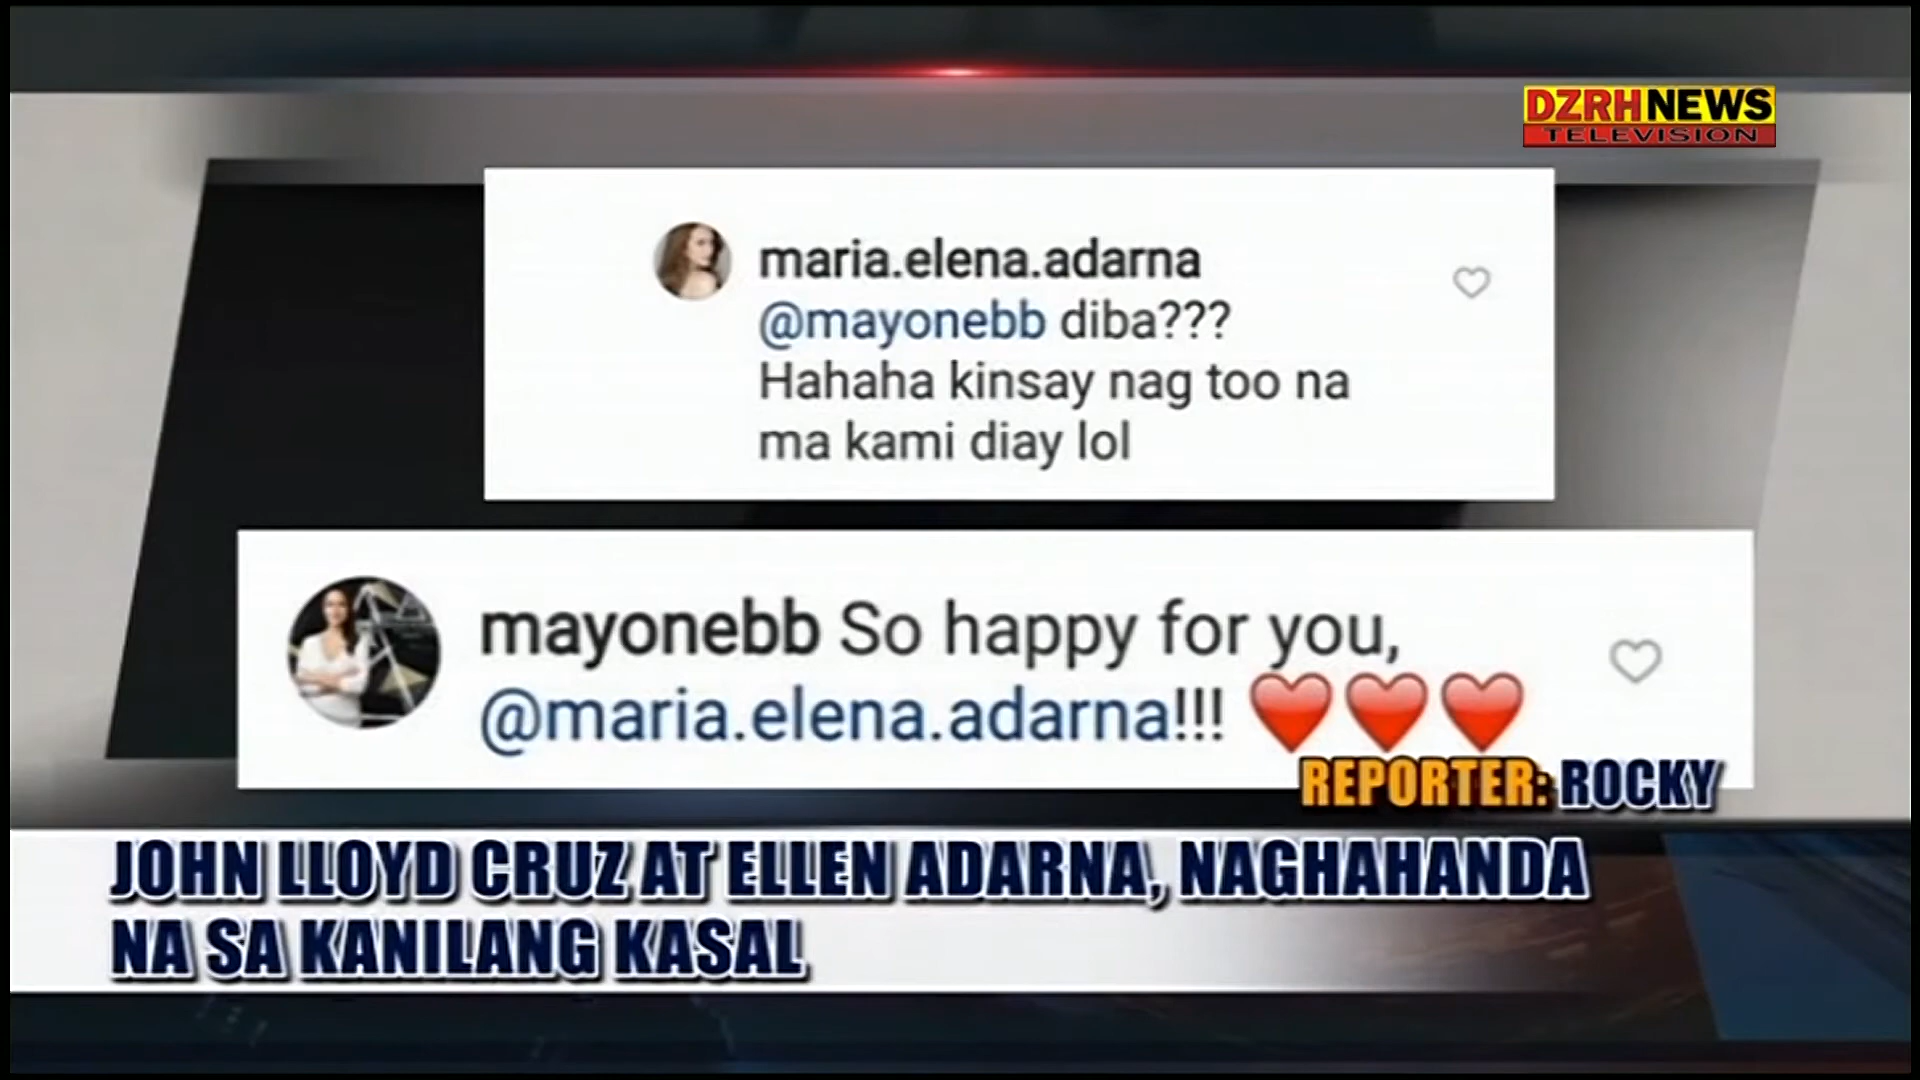 DZRH NEWS
TELEVISION
maria.elena.adarna
@mayonebb diba???
Hahaha kinsay nag too na
ma kami diay lol
mayonebb So happy for you,
@maria.elena.adarna!!! ❤️❤️❤️
REPORTER: ROCKY
JOHN LLOYD CRUZ AT ELLEN ADARNA, NAGHAHANDA
NA SA KANILANG KASAL